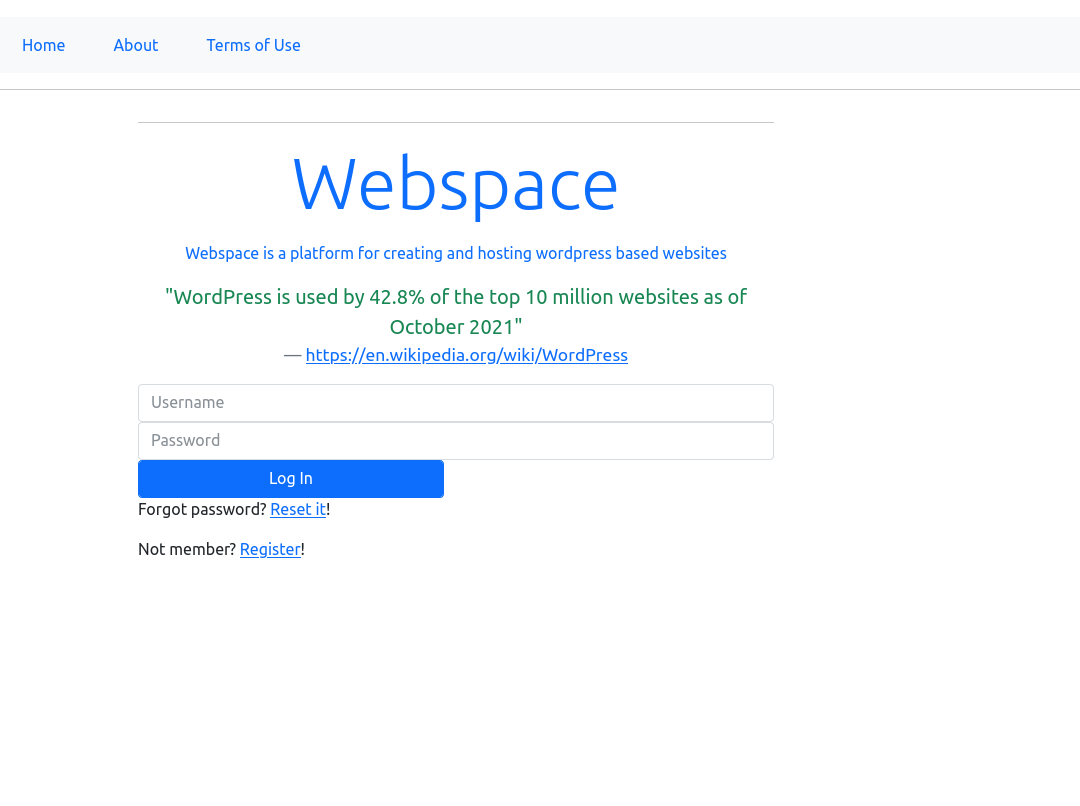 Home About Terms of Use
Webspace
Webspace is a platform for creating and hosting wordpress based websites
"WordPress is used by 42.8% of the top 10 million websites as of
October 2021"
— https://en.wikipedia.org/wiki/WordPress
Username
Password
Log In
Forgot password? Reset it!
Not member? Register!